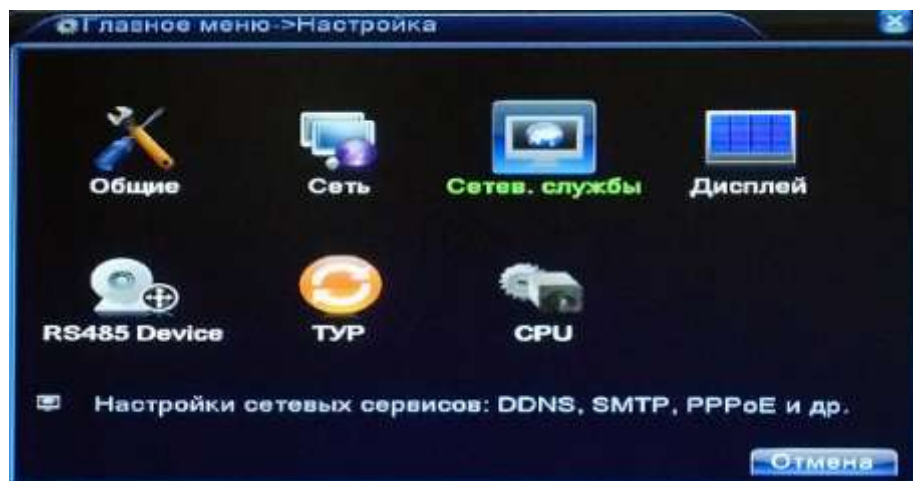 Главное меню->Настройка
Общие
Сеть
Сетев. службы
Дисплей
RS485 Device
ТУР
CPU
Настройки сетевых сервисов: DDNS, SMTP, PPPoE и др.
Отмена